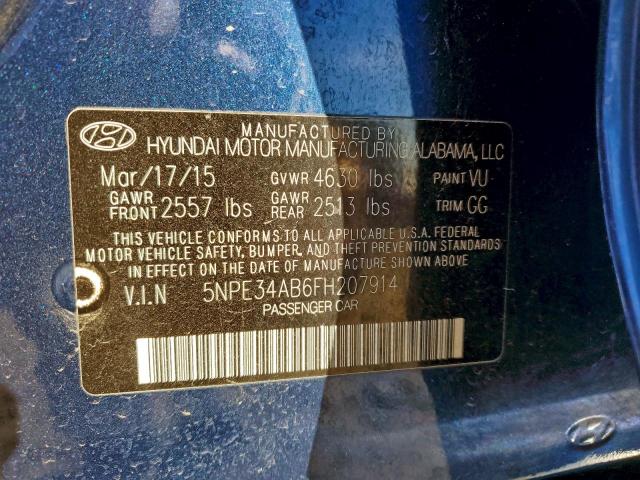 MANUFACTURED BY
HYUNDAI MOTOR MANUFACTURING ALABAMA, LLC
Mar/17/15 GVWR 4630 lbs PAINT VU
GAWR FRONT 2557 lbs GAWR REAR 2513 lbs TRIM GG
THIS VEHICLE CONFORMS TO ALL APPLICABLE U.S.A. FEDERAL
MOTOR VEHICLE SAFETY, BUMPER, AND THEFT PREVENTION STANDARDS
IN EFFECT ON THE DATE OF MANUFACTURE SHOWN ABOVE
V.I.N 5NPE34AB6FH207914
PASSENGER CAR